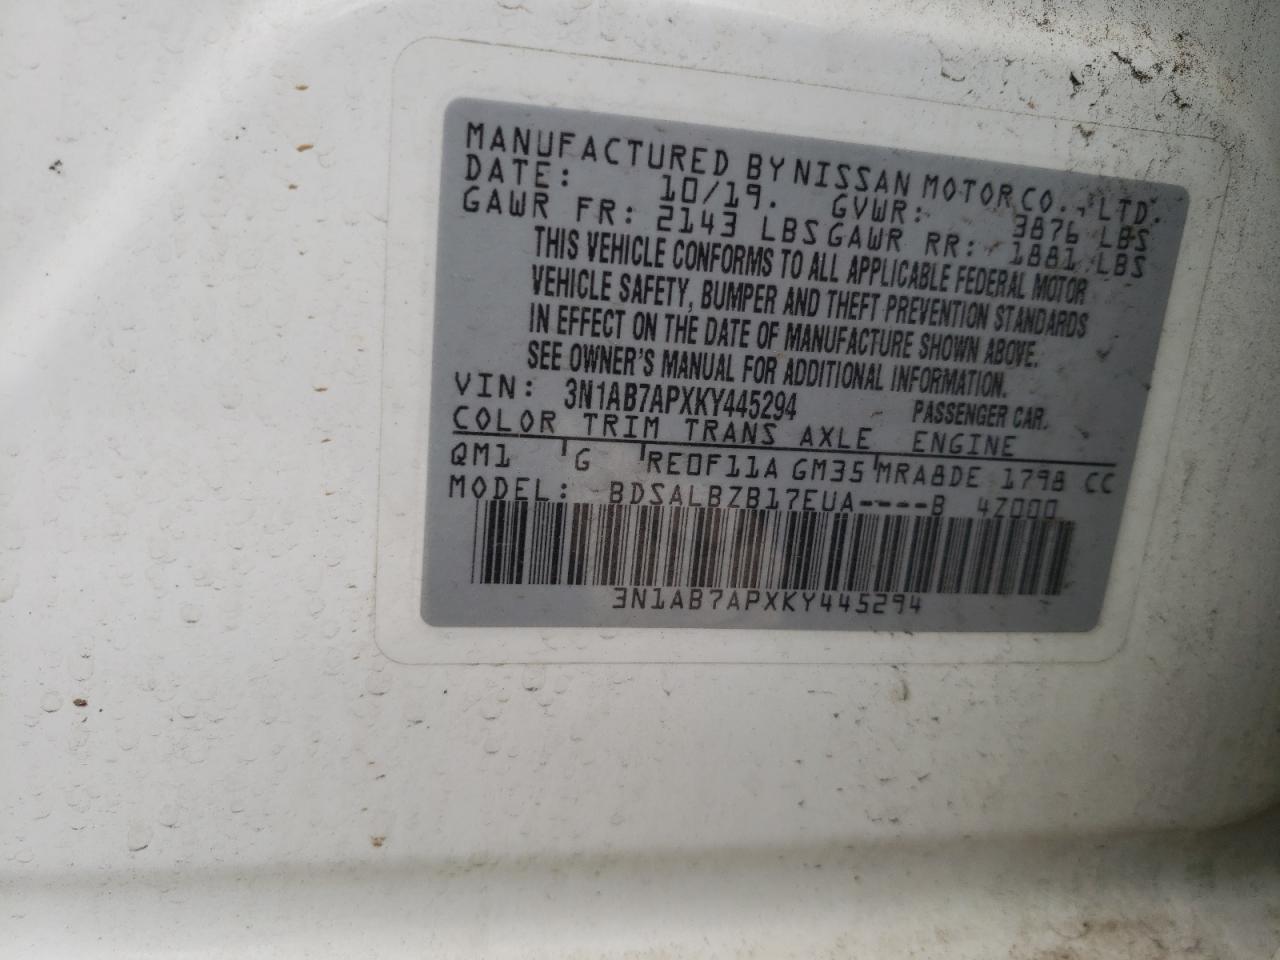 MANUFACTURED BY NISSAN MOTOR CO., LTD.
DATE: 10/19. GVWR: 3876 LBS
GAWR FR: 2143 LBS GAWR RR: 1881 LBS
THIS VEHICLE CONFORMS TO ALL APPLICABLE FEDERAL MOTOR
VEHICLE SAFETY, BUMPER AND THEFT PREVENTION STANDARDS
IN EFFECT ON THE DATE OF MANUFACTURE SHOWN ABOVE.
SEE OWNER'S MANUAL FOR ADDITIONAL INFORMATION.
VIN: 3N1AB7APXKY445294 PASSENGER CAR.
COLOR TRIM TRANS AXLE ENGINE
QM1 G RE0F11A GM35 MRA8DE 1798 CC
MODEL: BDSALBZB17EUA----B 4Z000
3N1AB7APXKY445294